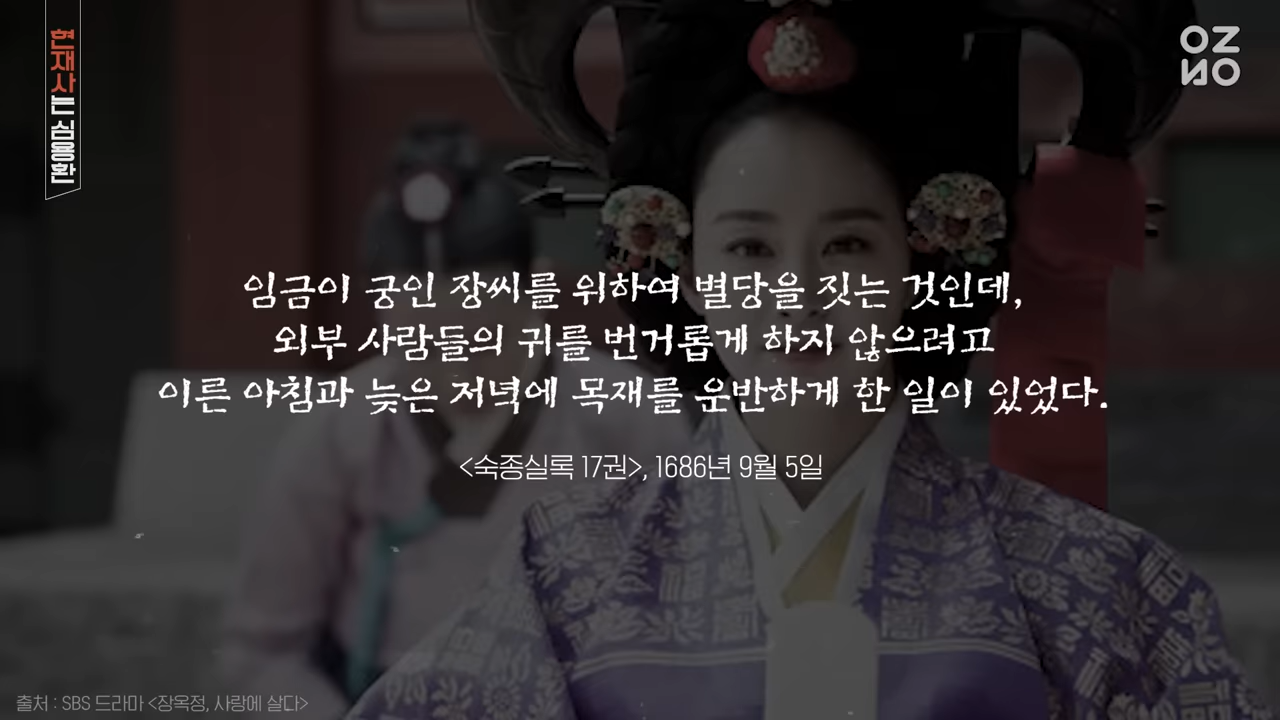 현재사는 심용환
OZ
NO
임금이 궁인 장씨를 위하여 별당을 짓는 것인데,
외부 사람들의 귀를 번거롭게 하지 않으려고
이른 아침과 늦은 저녁에 목재를 운반하게 한 일이 있었다.
<숙종실록 17권>, 1686년 9월 5일
출처 : SBS 드라마 <장옥정, 사랑에 살다>